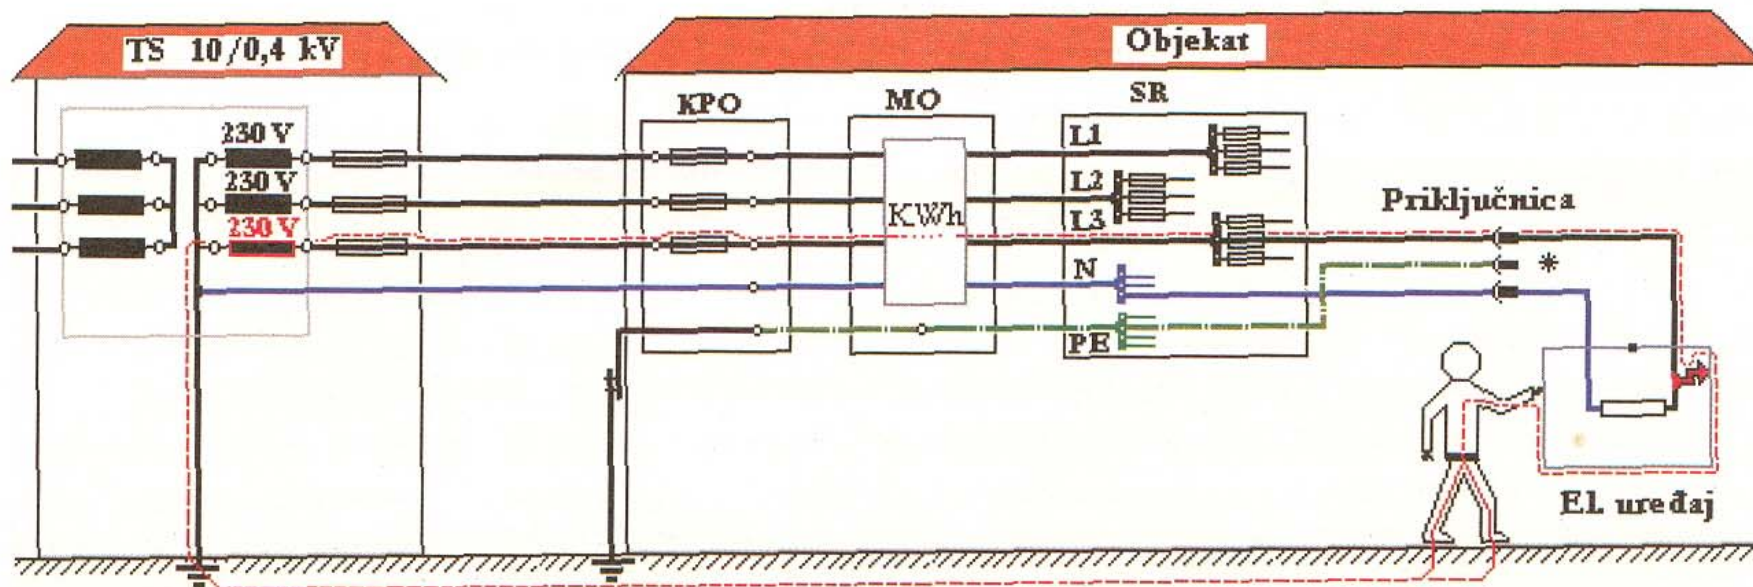 TS 10/0,4 kV
Objekat
KPO
MO
SR
230 V
230 V
230 V
KWh
L1
L2
L3
N
PE
Priključnica
*
El. uređaj